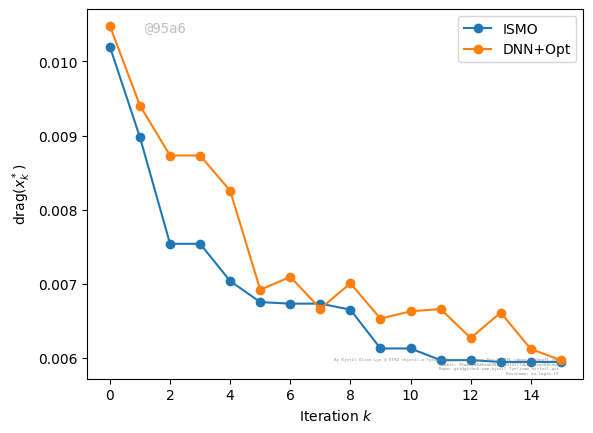 @95a6
ISMO
DNN+Opt
drag(x*k)
0.010
0.009
0.008
0.007
0.006
0 2 4 6 8 10 12 14
Iteration k